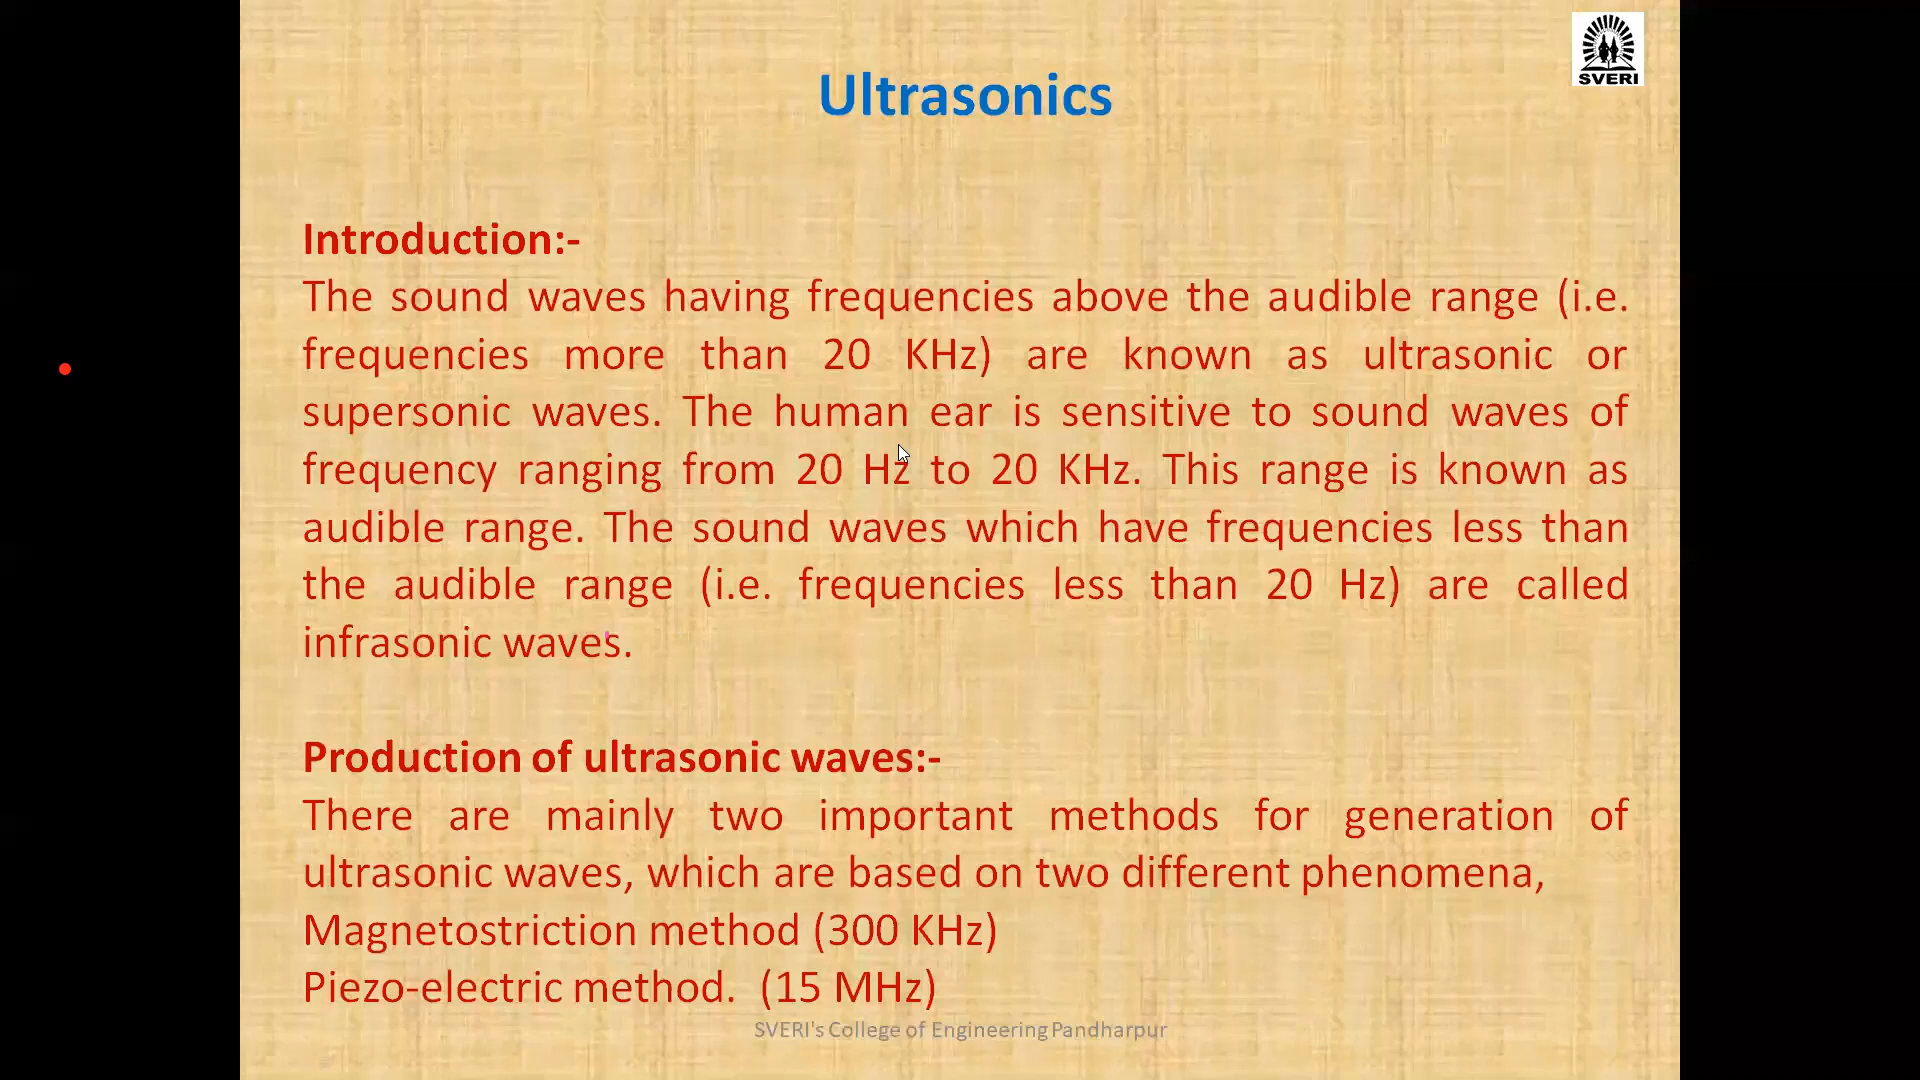 SVERI
Ultrasonics
Introduction:-
The sound waves having frequencies above the audible range (i.e.
frequencies more than 20 KHz) are known as ultrasonic or
supersonic waves. The human ear is sensitive to sound waves of
frequency ranging from 20 Hz to 20 KHz. This range is known as
audible range. The sound waves which have frequencies less than
the audible range (i.e. frequencies less than 20 Hz) are called
infrasonic waves.
Production of ultrasonic waves:-
There are mainly two important methods for generation of
ultrasonic waves, which are based on two different phenomena,
Magnetostriction method (300 KHz)
Piezo-electric method. (15 MHz)
SVERI's College of Engineering Pandharpur